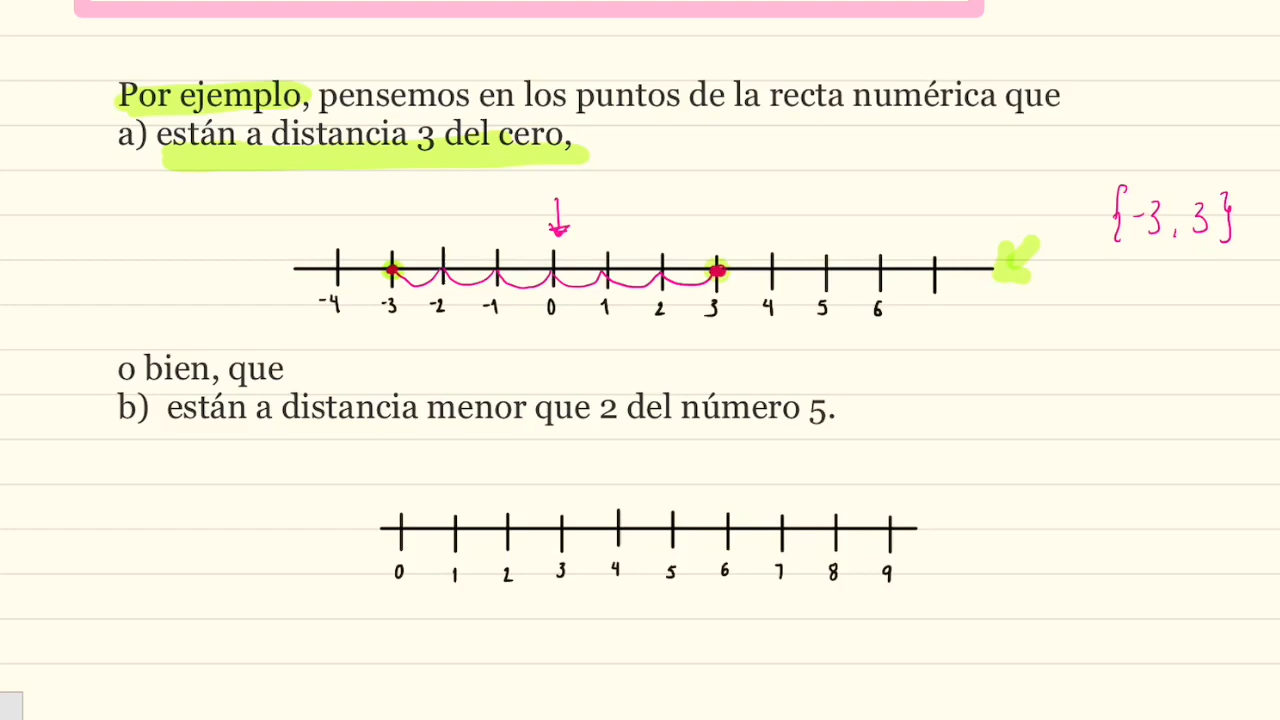 Por ejemplo, pensemos en los puntos de la recta numérica que
a) están a distancia 3 del cero,
{-3, 3}
-4 -3 -2 -1 0 1 2 3 4 5 6
o bien, que
b) están a distancia menor que 2 del número 5.
0 1 2 3 4 5 6 7 8 9